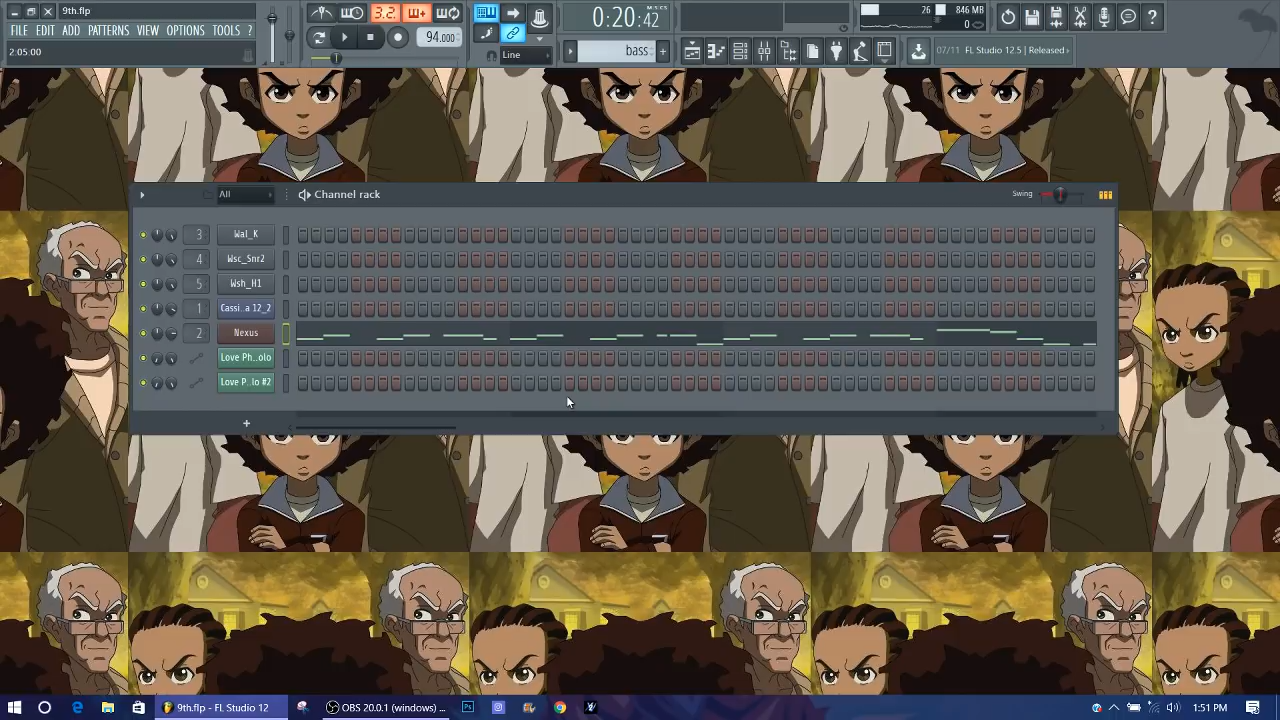 9th.flp
FILE EDIT ADD PATTERNS VIEW OPTIONS TOOLS ?
2:05:00
3.2
94.000
Line
0:20:42
M:S:CS
bass
26
846 MB
0
07/11 FL Studio 12.5 | Released
All
Channel rack
Swing
3 Wal_K
4 Wsc_Snr2
5 Wsh_H1
1 Cassi..a 12_2
2 Nexus
Love Ph..olo
Love P..lo #2
+
9th.flp - FL Studio 12
OBS 20.0.1 (windows) ...
1:51 PM